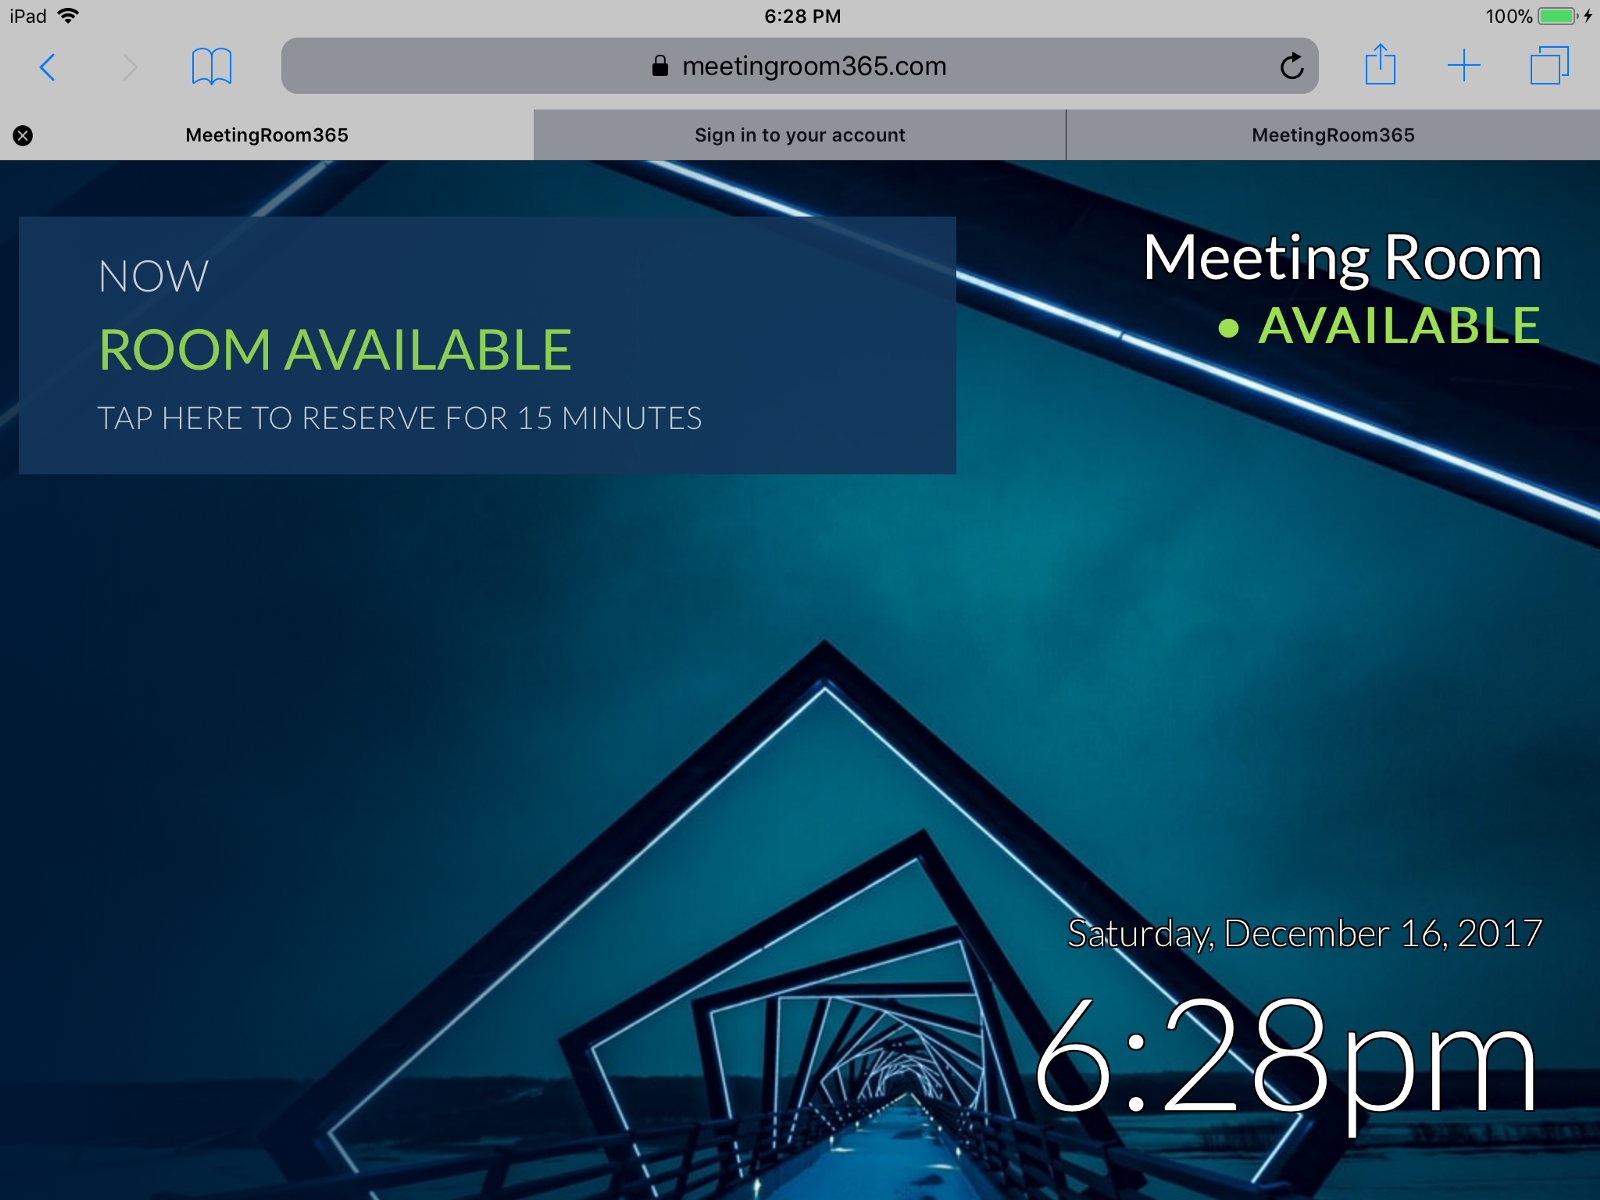 iPad 6:28 PM 100%
meetingroom365.com
MeetingRoom365 Sign in to your account MeetingRoom365
NOW
ROOM AVAILABLE
TAP HERE TO RESERVE FOR 15 MINUTES
Meeting Room
• AVAILABLE
Saturday, December 16, 2017
6:28pm